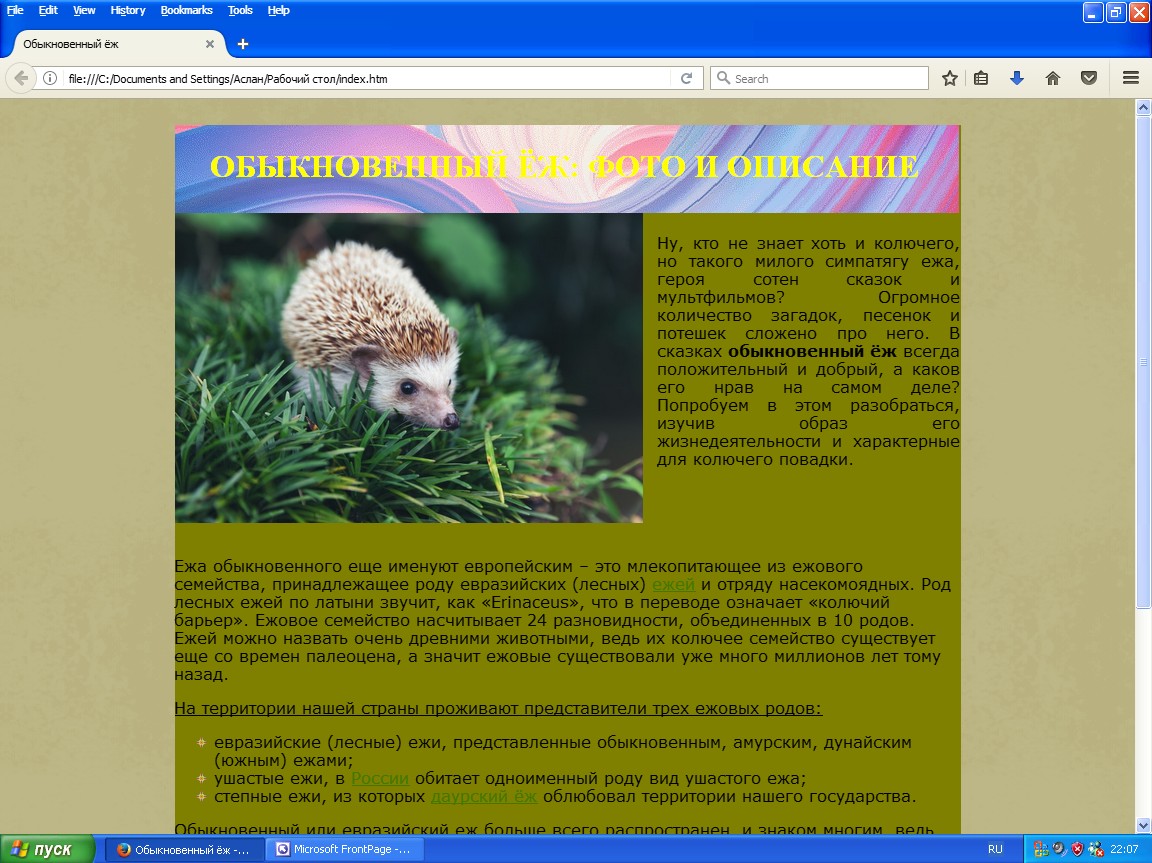 File Edit View History Bookmarks Tools Help
Обыкновенный ёж
file:///C:/Documents and Settings/Аслан/Рабочий стол/index.htm
Search
ОБЫКНОВЕННЫЙ ЁЖ: ФОТО И ОПИСАНИЕ
Ну, кто не знает хоть и колючего,
но такого милого симпатягу ежа,
героя сотен сказок и
мультфильмов? Огромное
количество загадок, песенок и
потешек сложено про него. В
сказках обыкновенный ёж всегда
положительный и добрый, а каков
его нрав на самом деле?
Попробуем в этом разобраться,
изучив образ его
жизнедеятельности и характерные
для колючего повадки.
Ежа обыкновенного еще именуют европейским – это млекопитающее из ежового
семейства, принадлежащее роду евразийских (лесных) ежей и отряду насекомоядных. Род
лесных ежей по латыни звучит, как «Erinaceus», что в переводе означает «колючий
барьер». Ежовое семейство насчитывает 24 разновидности, объединенных в 10 родов.
Ежей можно назвать очень древними животными, ведь их колючее семейство существует
еще со времен палеоцена, а значит ежовые существовали уже много миллионов лет тому
назад.
На территории нашей страны проживают представители трех ежовых родов:
евразийские (лесные) ежи, представленные обыкновенным, амурским, дунайским
(южным) ежами;
ушастые ежи, в России обитает одноименный роду вид ушастого ежа;
степные ежи, из которых даурский ёж облюбовал территории нашего государства.
Обыкновенный или евразийский еж больше всего распространен, и знаком многим, ведь
пуск
Обыкновенный ёж -...
Microsoft FrontPage -...
RU
22:07